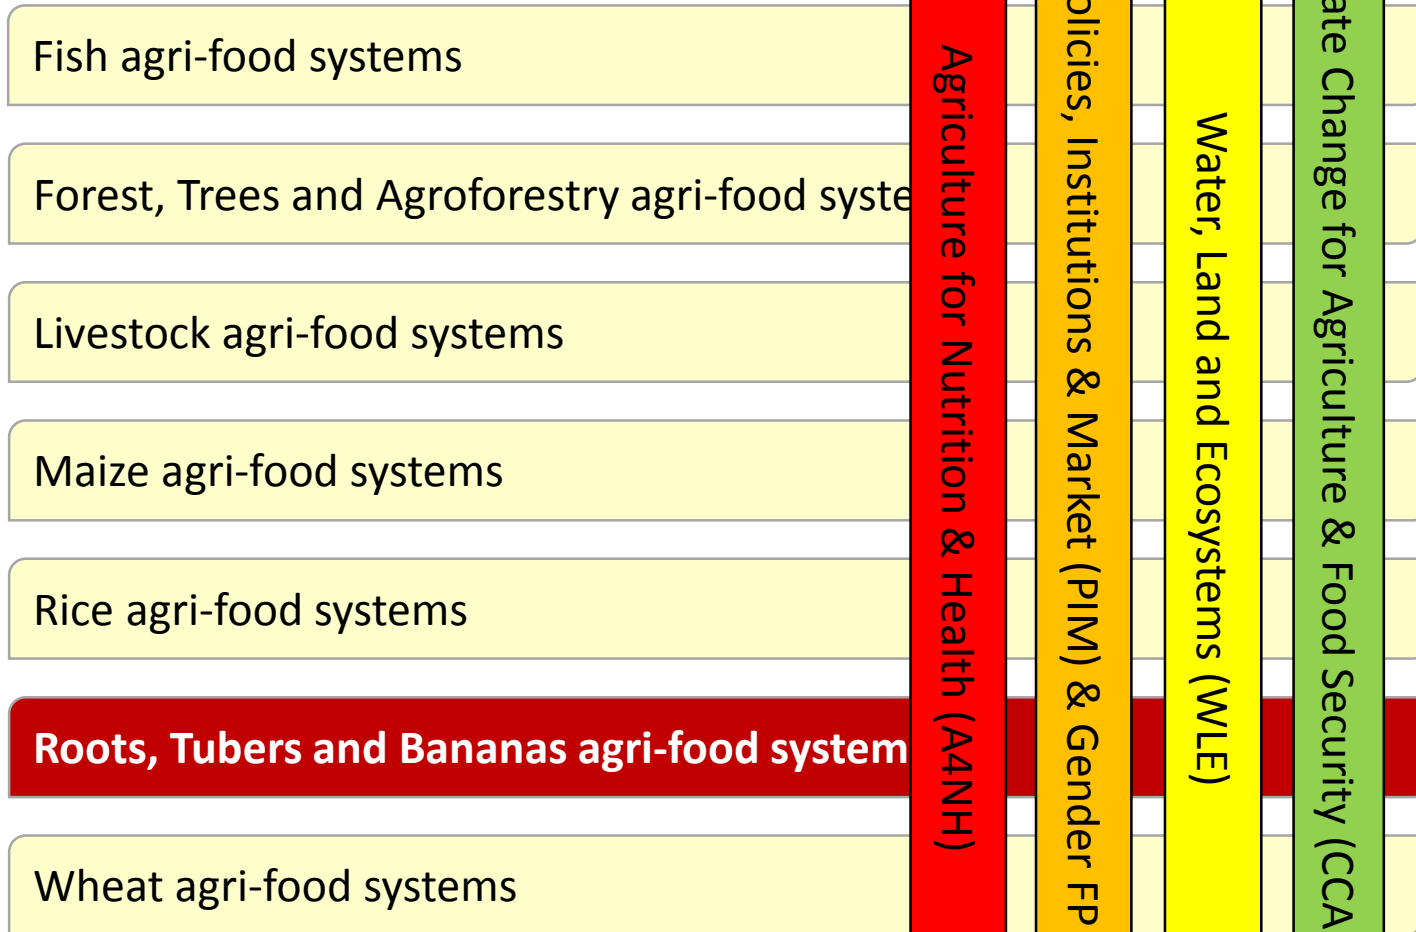 Fish agri-food systems
Forest, Trees and Agroforestry agri-food syste
Livestock agri-food systems
Maize agri-food systems
Rice agri-food systems
Roots, Tubers and Bananas agri-food system
Wheat agri-food systems
Agriculture for Nutrition & Health (A4NH)
olicies, Institutions & Market (PIM) & Gender FP
Water, Land and Ecosystems (WLE)
ate Change for Agriculture & Food Security (CCA